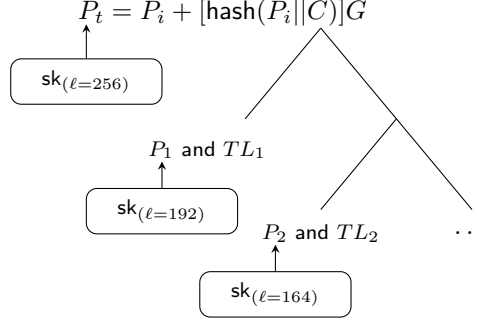 P_t = P_i + [hash(P_i||C)]G
sk_(ℓ=256)
P_1 and TL_1
sk_(ℓ=192)
P_2 and TL_2
..
sk_(ℓ=164)